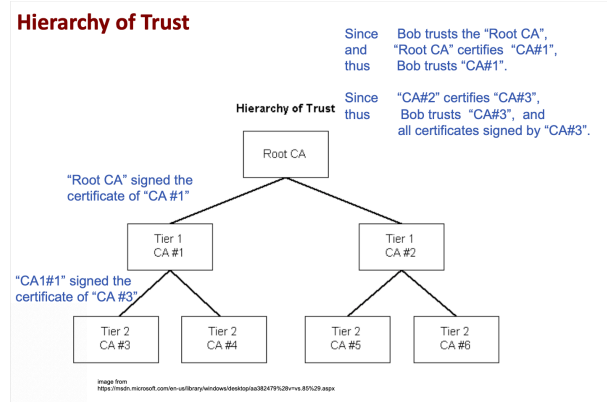 Hierarchy of Trust
Since Bob trusts the “Root CA”,
and “Root CA” certifies “CA#1”,
thus Bob trusts “CA#1”.
Since “CA#2” certifies “CA#3”,
thus Bob trusts “CA#3”, and
all certificates signed by “CA#3”.
Hierarchy of Trust
Root CA
“Root CA” signed the
certificate of “CA #1”
Tier 1
CA #1
Tier 1
CA #2
“CA1#1” signed the
certificate of “CA #3”
Tier 2
CA #3
Tier 2
CA #4
Tier 2
CA #5
Tier 2
CA #6
image from
https://msdn.microsoft.com/en-us/library/windows/desktop/aa382479%28v=vs.85%29.aspx